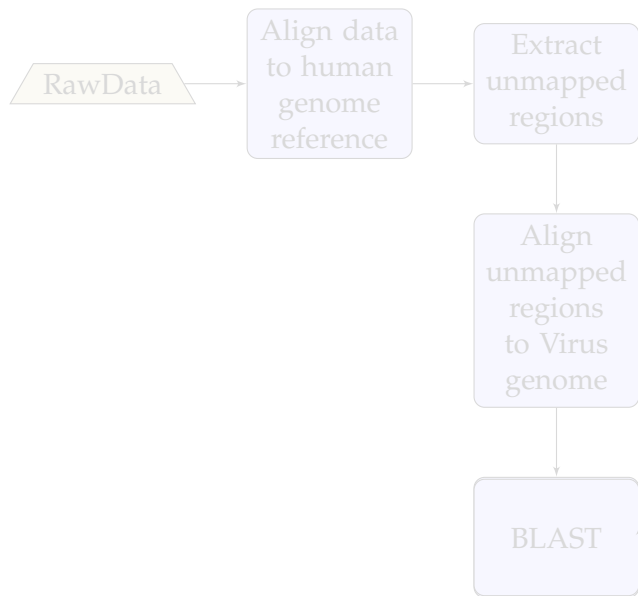 RawData
Align data
to human
genome
reference
Extract
unmapped
regions
Align
unmapped
regions
to Virus
genome
BLAST